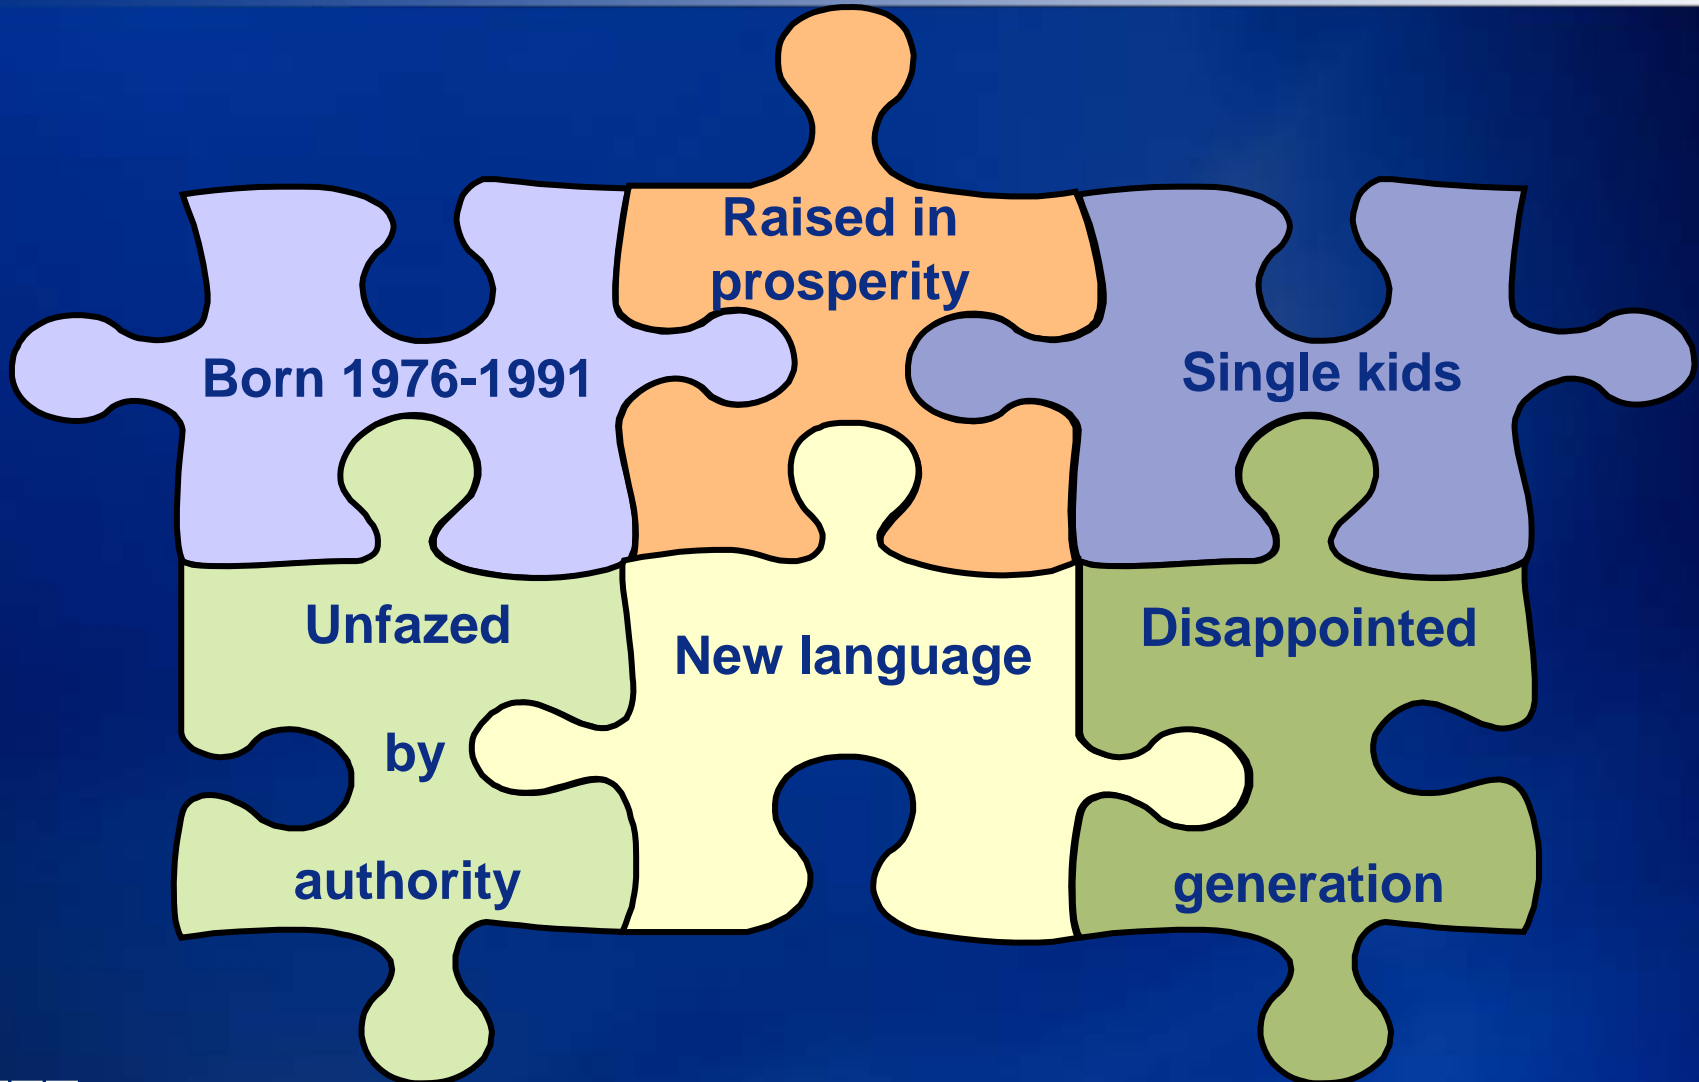 Raised in
prosperity
Born 1976-1991
Single kids
Unfazed
by
authority
New language
Disappointed
generation